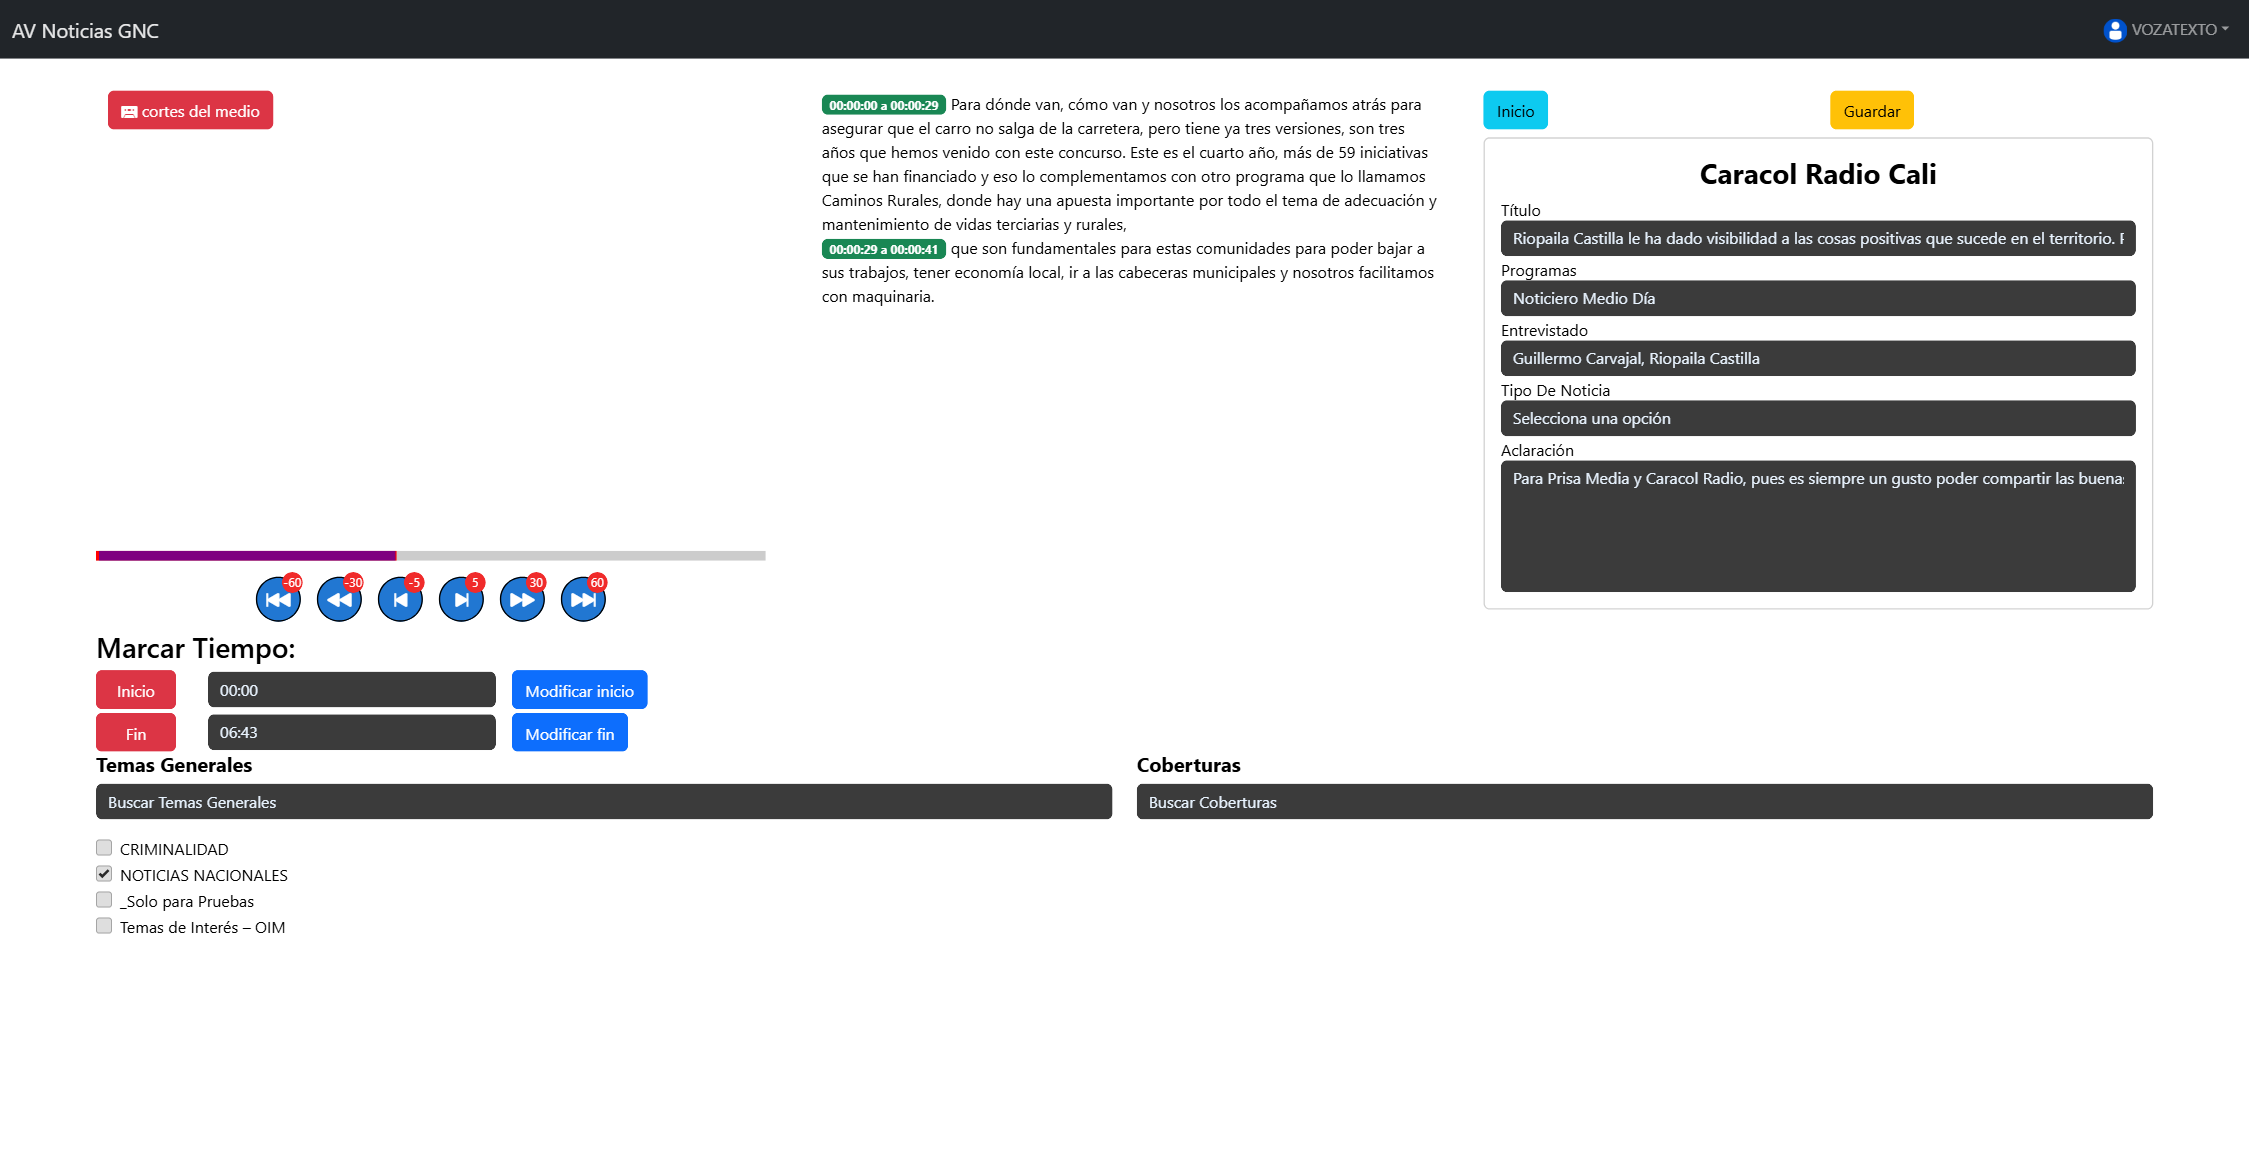 AV Noticias GNC
VOZATEXTO
cortes del medio
-60
-30
-5
5
30
60
Marcar Tiempo:
Inicio
00:00
Modificar inicio
Fin
06:43
Modificar fin
00:00:00 a 00:00:29 Para dónde van, cómo van y nosotros los acompañamos atrás para
asegurar que el carro no salga de la carretera, pero tiene ya tres versiones, son tres
años que hemos venido con este concurso. Este es el cuarto año, más de 59 iniciativas
que se han financiado y eso lo complementamos con otro programa que lo llamamos
Caminos Rurales, donde hay una apuesta importante por todo el tema de adecuación y
mantenimiento de vidas terciarias y rurales,
00:00:29 a 00:00:41 que son fundamentales para estas comunidades para poder bajar a
sus trabajos, tener economía local, ir a las cabeceras municipales y nosotros facilitamos
con maquinaria.
Inicio
Guardar
Caracol Radio Cali
Título
Riopaila Castilla le ha dado visibilidad a las cosas positivas que sucede en el territorio.
Programas
Noticiero Medio Día
Entrevistado
Guillermo Carvajal, Riopaila Castilla
Tipo De Noticia
Selecciona una opción
Aclaración
Para Prisa Media y Caracol Radio, pues es siempre un gusto poder compartir las buena
Temas Generales
Buscar Temas Generales
CRIMINALIDAD
NOTICIAS NACIONALES
_Solo para Pruebas
Temas de Interés – OIM
Coberturas
Buscar Coberturas